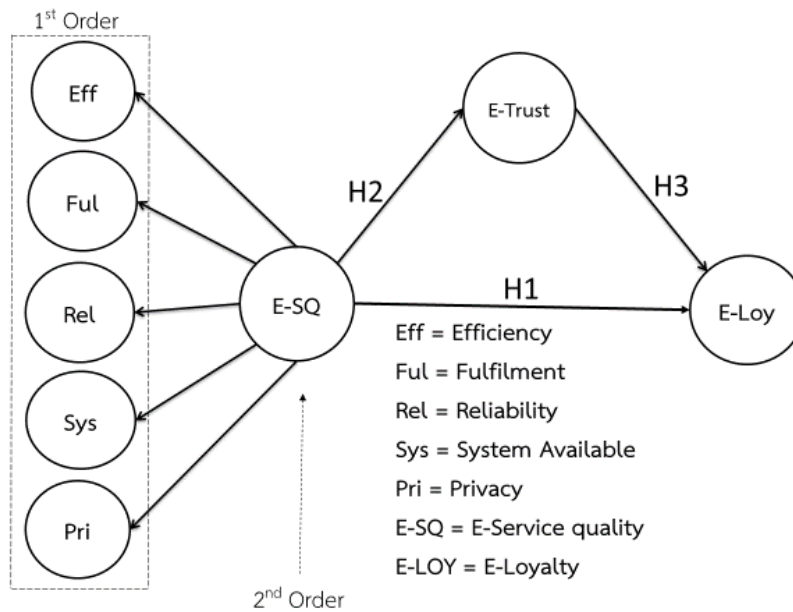 1st Order
Eff
Ful
Rel
Sys
Pri
E-SQ
E-Trust
E-Loy
H2
H3
H1
Eff = Efficiency
Ful = Fulfilment
Rel = Reliability
Sys = System Available
Pri = Privacy
E-SQ = E-Service quality
E-LOY = E-Loyalty
2nd Order